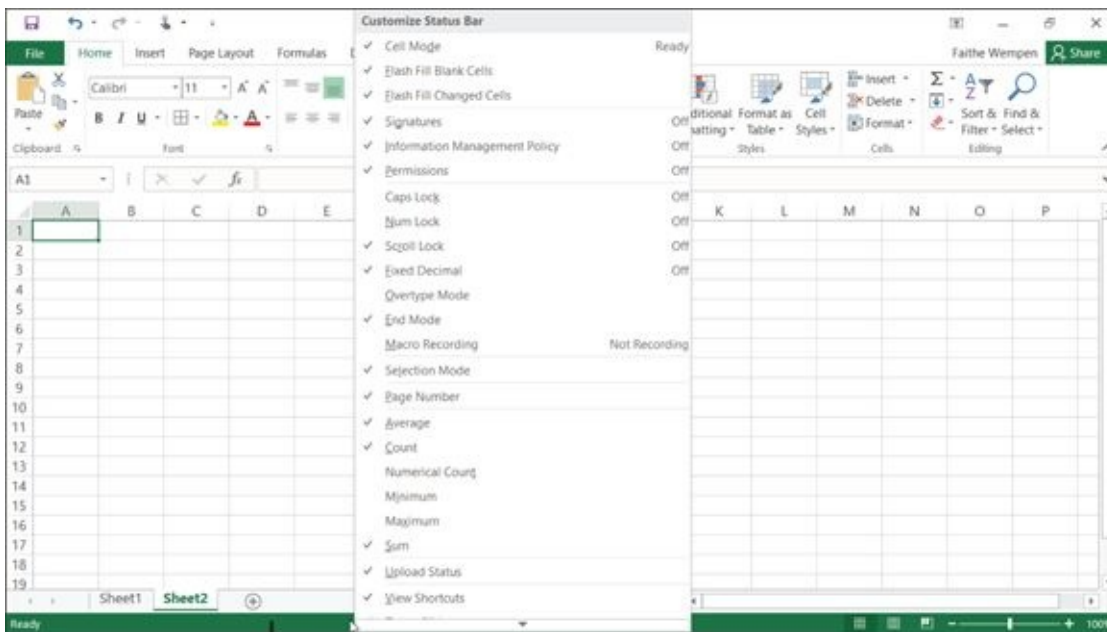 Customize Status Bar
File Home Insert Page Layout Formulas
Faithe Wempen Share
Calibri 11
Paste
B I U A
Clipboard Font
Insert
Delete
Format
Format as Table
Cell Styles
Sort & Filter
Find & Select
Styles Cells Editing
A1 fx
A B C D E K L M N O P
1
2
3
4
5
6
7
8
9
10
11
12
13
14
15
16
17
18
19
Cell Mode Ready
Flash Fill Blank Cells
Flash Fill Changed Cells
Signatures Off
Information Management Policy Off
Permissions Off
Caps Lock Off
Num Lock Off
Scroll Lock Off
Fixed Decimal Off
Overtype Mode
End Mode
Macro Recording Not Recording
Selection Mode
Page Number
Average
Count
Numerical Count
Minimum
Maximum
Sum
Upload Status
View Shortcuts
Sheet1 Sheet2
Ready